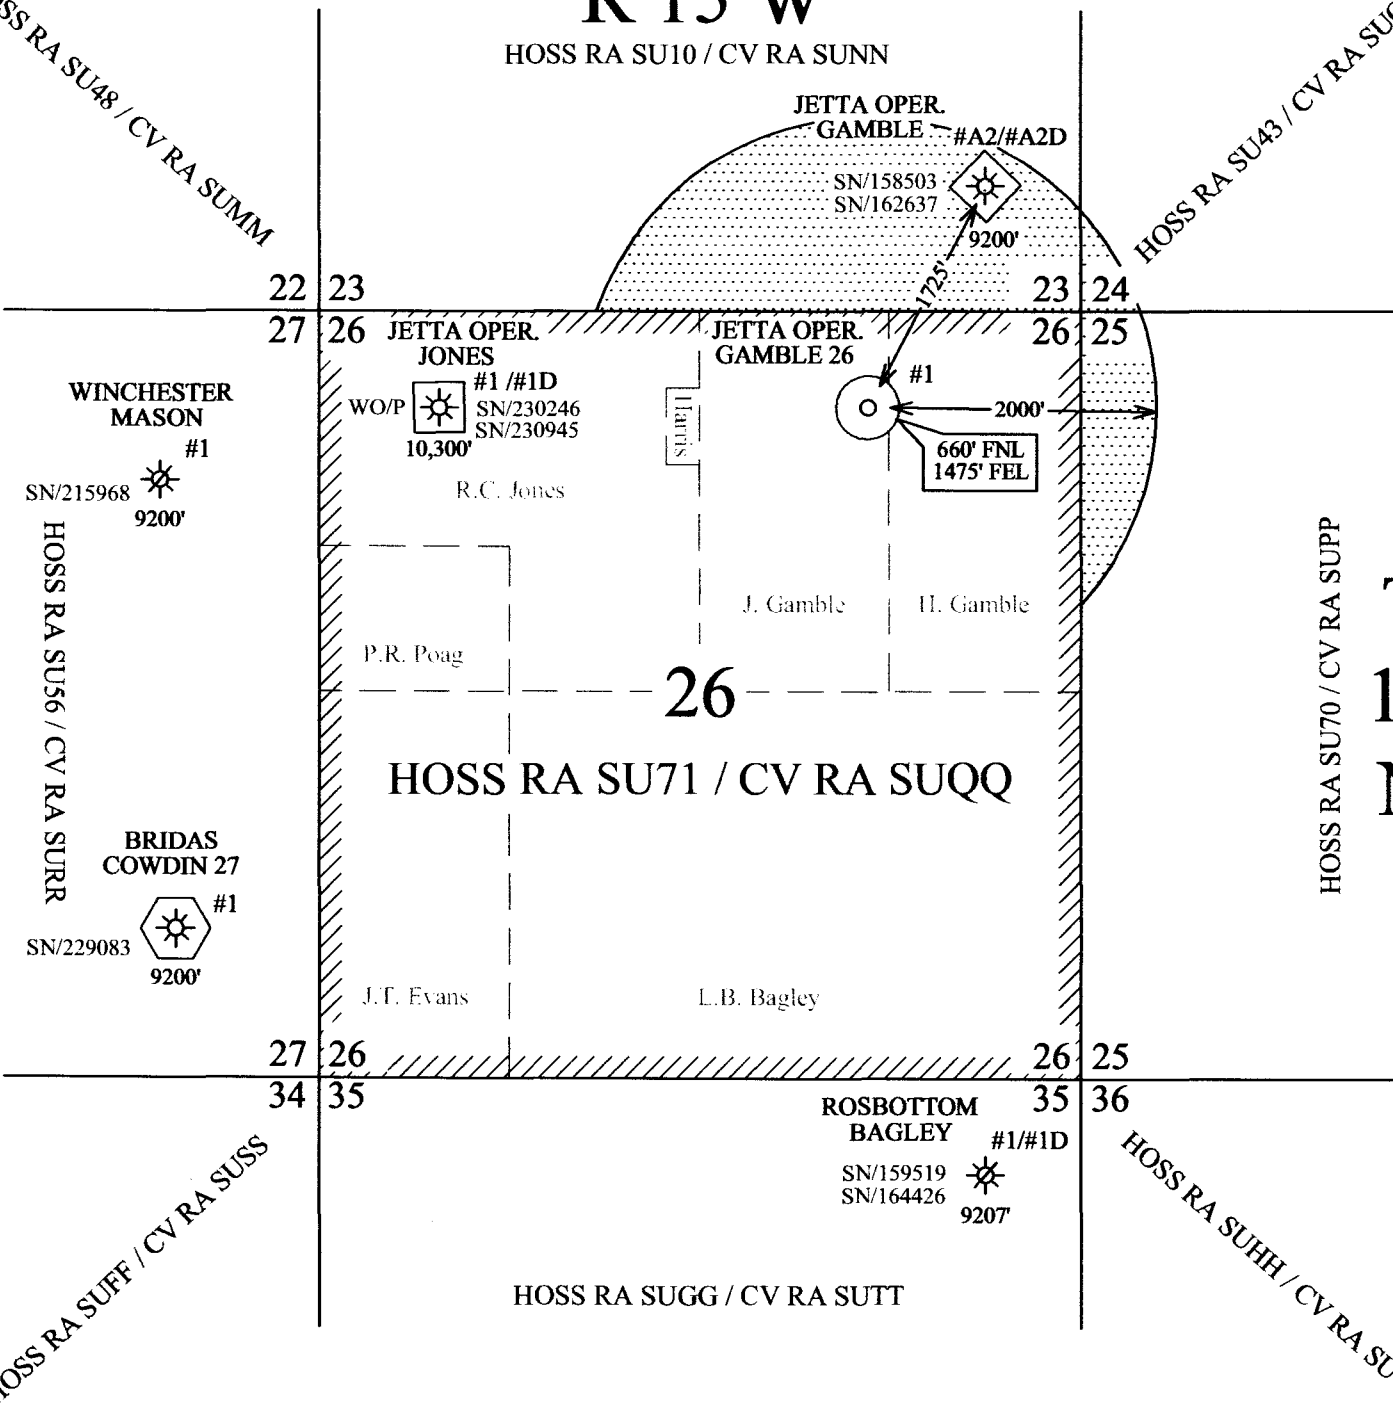 R 15 W
HOSS RA SU10 / CV RA SUNN
HOSS RA SU48 / CV RA SUMM
HOSS RA SU43 / CV RA
JETTA OPER.
GAMBLE
#A2/#A2D
SN/158503
SN/162637
9200'
1725'
22 23
27 26
23 24
26 25
JETTA OPER.
JONES
#1 /#1D
WO/P
SN/230246
SN/230945
10,300'
R.C. Jones
Harris
JETTA OPER.
GAMBLE 26
#1
2000'
660' FNL
1475' FEL
WINCHESTER
MASON
#1
SN/215968
9200'
HOSS RA SU56 / CV RA SURR
J. Gamble
H. Gamble
P.R. Poag
26
HOSS RA SU71 / CV RA SUQQ
HOSS RA SU70 / CV RA SUPP
1
BRIDAS
COWDIN 27
#1
SN/229083
9200'
J.T. Evans
L.B. Bagley
27 26
34 35
26 25
35 36
ROSBOTTOM
BAGLEY
#1/#1D
SN/159519
SN/164426
9207'
HOSS RA SUFF / CV RA SUSS
HOSS RA SUHH / CV RA SU
HOSS RA SUGG / CV RA SUTT